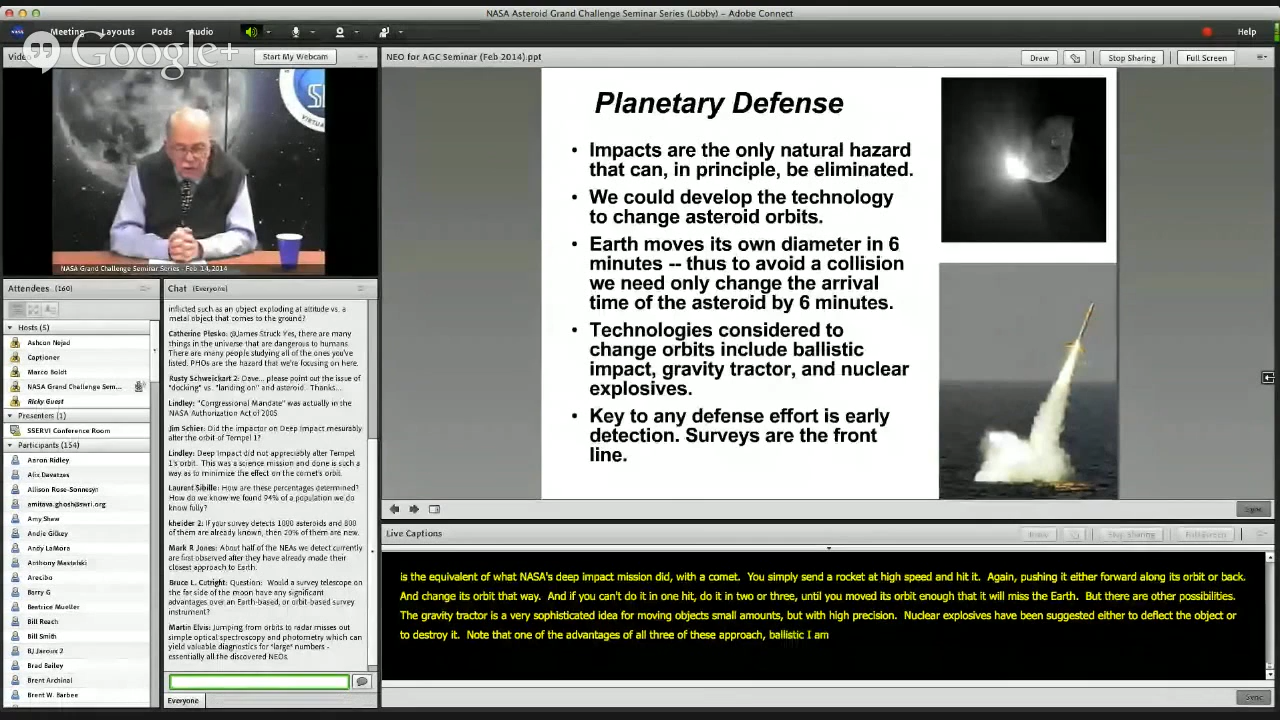 NASA Asteroid Grand Challenge Seminar Series (Lobby) – Adobe Connect
Meeting Layouts Pods Audio Help
Google+
Start My Webcam
NEO for AGC Seminar (Feb 2014).ppt
Draw Stop Sharing Full Screen
NASA Grand Challenge Seminar Series - Feb. 14, 2014
Attendees (160)
Hosts (5)
Ashcon Nejad
Captioner
Marco Boldt
NASA Grand Challenge Sem...
Ricky Guest
Presenters (1)
SSERVI Conference Room
Participants (154)
Aaron Ridley
Alix Davatzes
Allison Rose-Sonnesyn
amitava.ghosh@swri.org
Amy Shaw
Andie Gilkey
Andy LaMora
Anthony Mastalski
Arecibo
Barry G
Beatrice Mueller
Bill Reach
Bill Smith
BJ Jarous 2
Brad Bailey
Brent Archinal
Brent W. Barbee
Chat (Everyone)
inflicted such as an object exploding at altitude vs. a
metal object that comes to the ground?
Catherine Plesko: @James Struck Yes, there are many
things in the universe that are dangerous to humans.
There are many people studying all of the ones you've
listed. PHOs are the hazard that we're focusing on here.
Rusty Schweickart 2: Dave... please point out the issue of
"docking" vs. "landing on" and asteroid. Thanks...
Lindley: "Congressional Mandate" was actually in the
NASA Authorization Act of 2005
Jim Schier: Did the impactor on Deep Impact mesurably
alter the orbit of Tempel 1?
Lindley: Deep Impact did not appreciably alter Tempel
1's orbit. This was a science mission and done is such a
way as to minimize the effect on the comet's orbit.
Laurent Sibille: How are these percentages determined?
How do we know we found 94% of a population we do
know fully?
kheider 2: If your survey detects 1000 asteroids and 800
of them are already known, then 20% of them are new.
Mark R Jones: About half of the NEAs we detect currently
are first observed after they have already made their
closest approach to Earth.
Bruce L. Cutright: Question: Would a survey telescope on
the far side of the moon have any significant
advantages over an Earth-based, or orbit-based survey
instrument?
Martin Elvis: Jumping from orbits to radar misses out
simple optical spectroscopy and photometry which can
yield valuable diagnostics for "large" numbers -
essentially all the discovered NEOs.
Everyone
Planetary Defense
• Impacts are the only natural hazard
that can, in principle, be eliminated.
• We could develop the technology
to change asteroid orbits.
• Earth moves its own diameter in 6
minutes -- thus to avoid a collision
we need only change the arrival
time of the asteroid by 6 minutes.
• Technologies considered to
change orbits include ballistic
impact, gravity tractor, and nuclear
explosives.
• Key to any defense effort is early
detection. Surveys are the front
line.
Sync
Live Captions
Draw Stop Sharing Full Screen
is the equivalent of what NASA's deep impact mission did, with a comet. You simply send a rocket at high speed and hit it. Again, pushing it either forward along its orbit or back.
And change its orbit that way. And if you can't do it in one hit, do it in two or three, until you moved its orbit enough that it will miss the Earth. But there are other possibilities.
The gravity tractor is a very sophisticated idea for moving objects small amounts, but with high precision. Nuclear explosives have been suggested either to deflect the object or
to destroy it. Note that one of the advantages of all three of these approach, ballistic I am
Sync